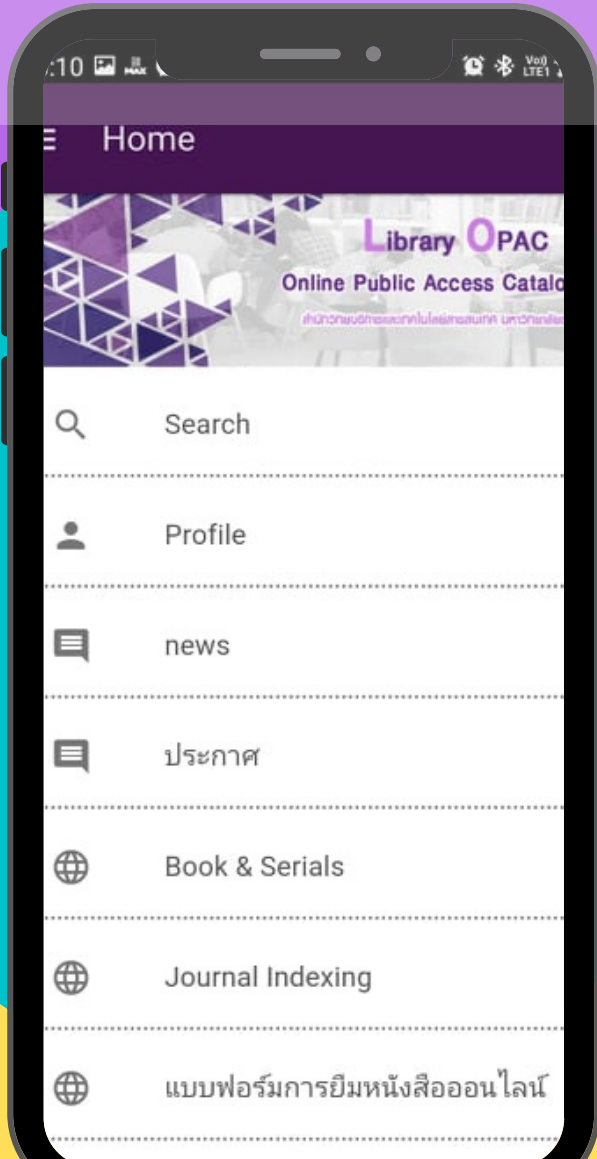 :10
VoLTE1
Home
Library OPAC
Online Public Access Catalo
Search
Profile
news
ประกาศ
Book & Serials
Journal Indexing
แบบฟอร์มการยืมหนังสือออนไลน์